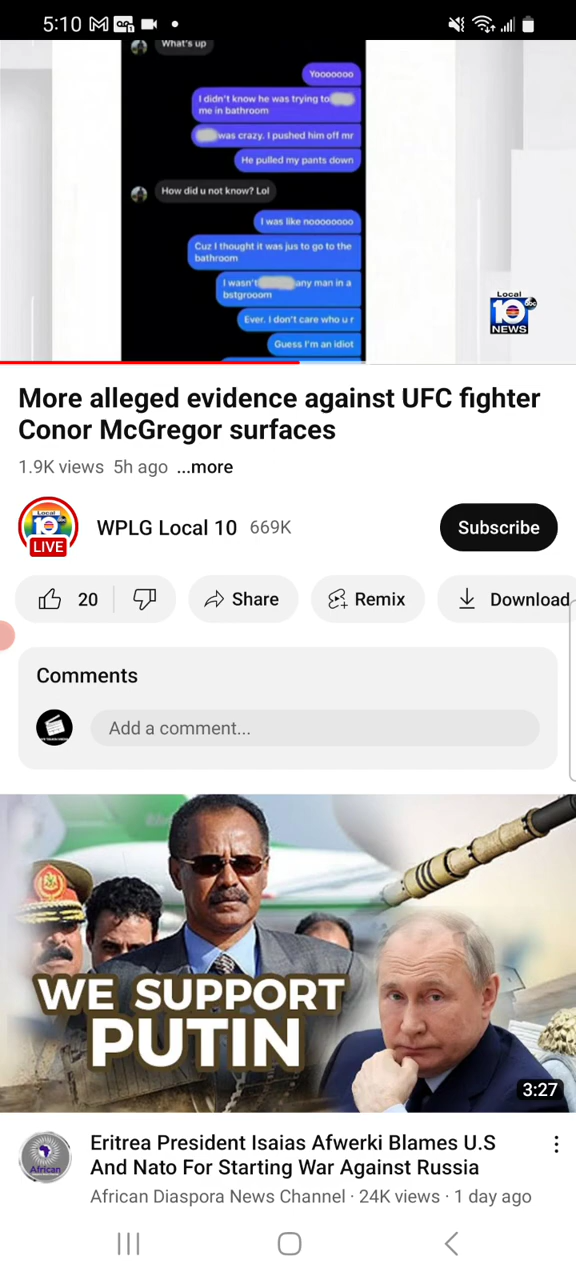 5:10
What's up
Yooooooo
I didn't know he was trying to
me in bathroom
was crazy. I pushed him off mr
He pulled my pants down
How did u not know? Lol
I was like nooooooooo
Cuz I thought it was jus to go to the
bathroom
I wasn't any man in a
bstgrooom
Ever. I don't care who u r
Guess I'm an idiot
Local
10
abc
NEWS
More alleged evidence against UFC fighter
Conor McGregor surfaces
1.9K views 5h ago ...more
Local
10
LIVE
WPLG Local 10 669K
Subscribe
20
Share
Remix
Download
Comments
Add a comment...
WE SUPPORT
PUTIN
3:27
African
Eritrea President Isaias Afwerki Blames U.S
And Nato For Starting War Against Russia
African Diaspora News Channel · 24K views · 1 day ago